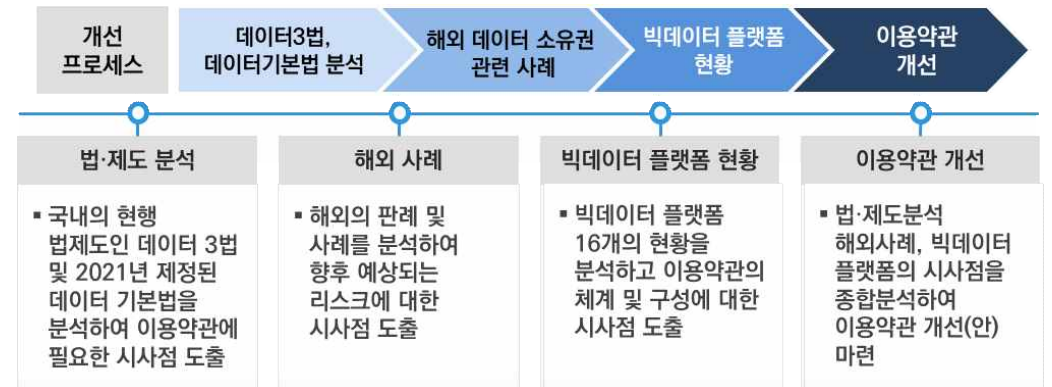 개선
프로세스
데이터3법,
데이터기본법 분석
해외 데이터 소유권
관련 사례
빅데이터 플랫폼
현황
이용약관
개선
법·제도 분석
▪ 국내의 현행
법제도인 데이터 3법
및 2021년 제정된
데이터 기본법을
분석하여 이용약관에
필요한 시사점 도출
해외 사례
▪ 해외의 판례 및
사례를 분석하여
향후 예상되는
리스크에 대한
시사점 도출
빅데이터 플랫폼 현황
▪ 빅데이터 플랫폼
16개의 현황을
분석하고 이용약관의
체계 및 구성에 대한
시사점 도출
이용약관 개선
▪ 법·제도분석
해외사례, 빅데이터
플랫폼의 시사점을
종합분석하여
이용약관 개선(안)
마련